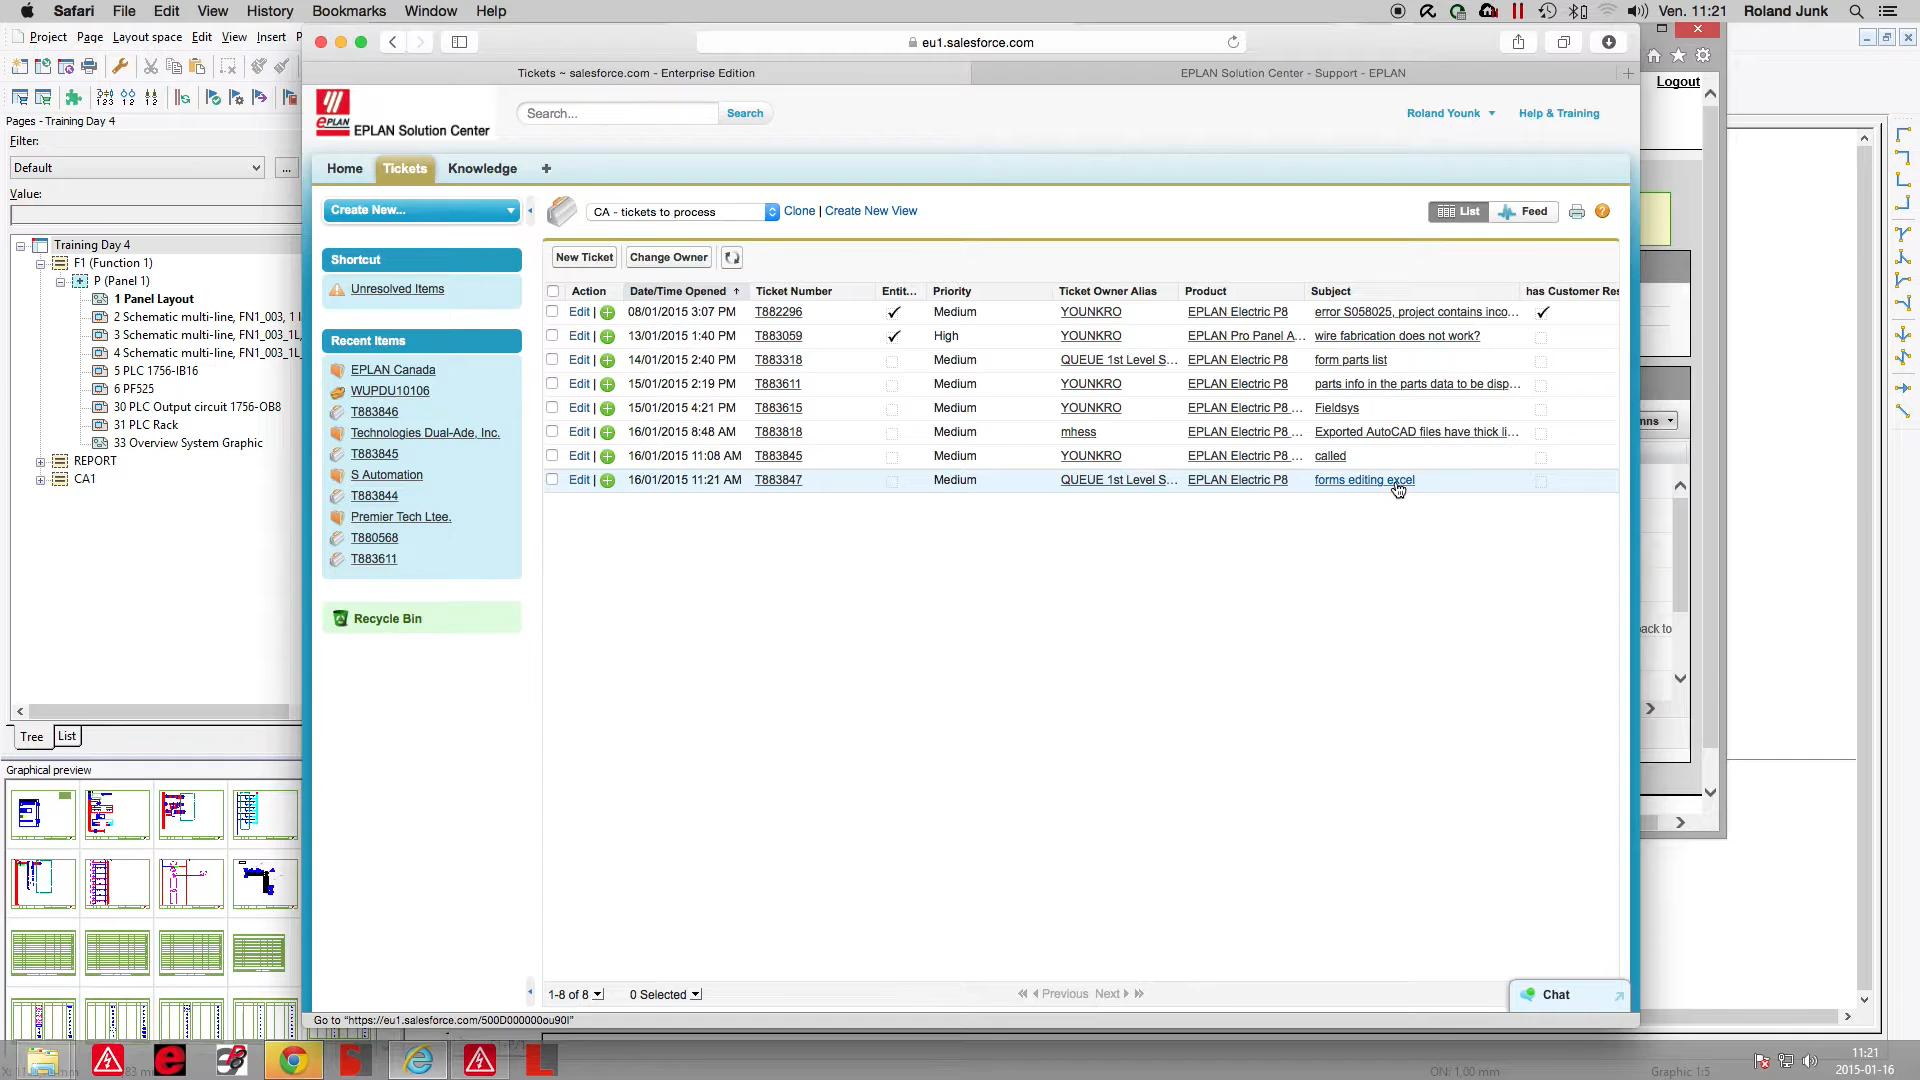 Safari File Edit View History Bookmarks Window Help Ven. 11:21 Roland Junk
Project Page Layout space Edit View Insert P
eu1.salesforce.com
Tickets ~ salesforce.com - Enterprise Edition
EPLAN Solution Center - Support - EPLAN
Logout
EPLAN Solution Center
Search...
Search
Roland Younk
Help & Training
Pages - Training Day 4
Filter:
Default
...
Value:
Training Day 4
F1 (Function 1)
P (Panel 1)
1 Panel Layout
2 Schematic multi-line, FN1_003, 1 l
3 Schematic multi-line, FN1_003_1L
4 Schematic multi-line, FN1_003_1L
5 PLC 1756-IB16
6 PF525
30 PLC Output circuit 1756-OB8
31 PLC Rack
33 Overview System Graphic
REPORT
CA1
Tree
List
Graphical preview
Home
Tickets
Knowledge
+
Create New...
Shortcut
Unresolved Items
Recent Items
EPLAN Canada
WUPDU10106
T883846
Technologies Dual-Ade, Inc.
T883845
S Automation
T883844
Premier Tech Ltee.
T880568
T883611
Recycle Bin
CA - tickets to process
Clone | Create New View
List
Feed
New Ticket
Change Owner
Action Date/Time Opened Ticket Number Entit... Priority Ticket Owner Alias Product Subject has Customer Res
Edit | 08/01/2015 3:07 PM T882296 Medium YOUNKRO EPLAN Electric P8 error S058025, project contains inco...
Edit | 13/01/2015 1:40 PM T883059 High YOUNKRO EPLAN Pro Panel A... wire fabrication does not work?
Edit | 14/01/2015 2:40 PM T883318 Medium QUEUE 1st Level S... EPLAN Electric P8 form parts list
Edit | 15/01/2015 2:19 PM T883611 Medium YOUNKRO EPLAN Electric P8 parts info in the parts data to be disp...
Edit | 15/01/2015 4:21 PM T883615 Medium YOUNKRO EPLAN Electric P8 ... Fieldsys
Edit | 16/01/2015 8:48 AM T883818 Medium mhess EPLAN Electric P8 ... Exported AutoCAD files have thick li...
Edit | 16/01/2015 11:08 AM T883845 Medium YOUNKRO EPLAN Electric P8 ... called
Edit | 16/01/2015 11:21 AM T883847 Medium QUEUE 1st Level S... EPLAN Electric P8 forms editing excel
1-8 of 8
0 Selected
Previous Next
Chat
Go to "https://eu1.salesforce.com/500D000000ou90I"
mns
ack to
ON: 1,00 mm
Graphic 1:5
11:21
2015-01-16